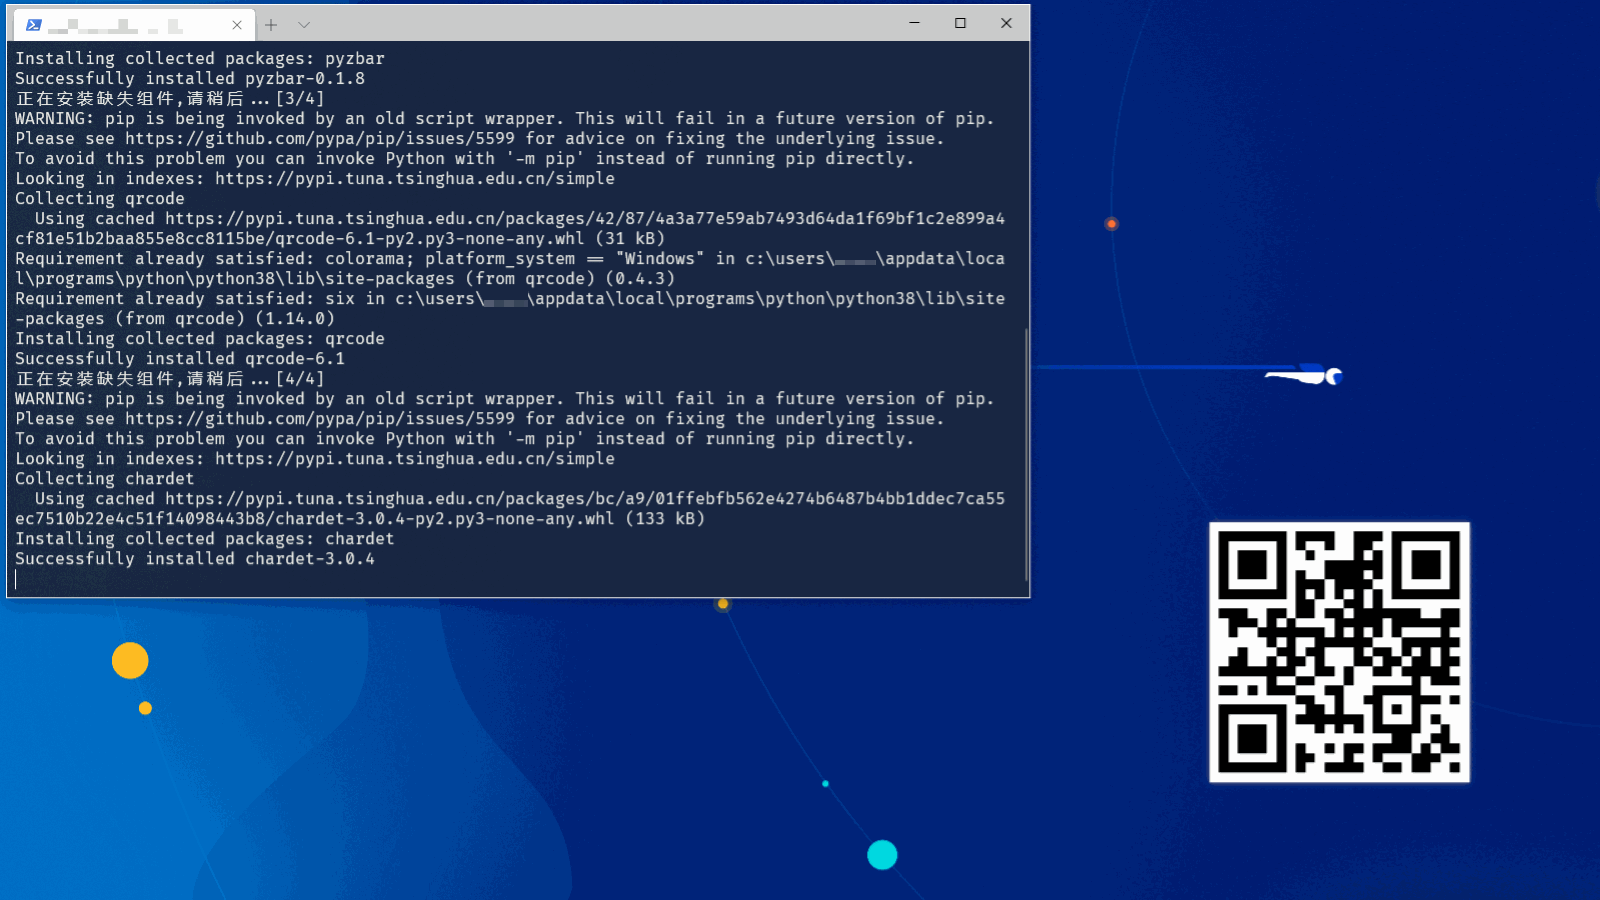 Installing collected packages: pyzbar
Successfully installed pyzbar-0.1.8
正在安装缺失组件,请稍后...[3/4]
WARNING: pip is being invoked by an old script wrapper. This will fail in a future version of pip.
Please see https://github.com/pypa/pip/issues/5599 for advice on fixing the underlying issue.
To avoid this problem you can invoke Python with '-m pip' instead of running pip directly.
Looking in indexes: https://pypi.tuna.tsinghua.edu.cn/simple
Collecting qrcode
  Using cached https://pypi.tuna.tsinghua.edu.cn/packages/42/87/4a3a77e59ab7493d64da1f69bf1c2e899a4
cf81e51b2baa855e8cc8115be/qrcode-6.1-py2.py3-none-any.whl (31 kB)
Requirement already satisfied: colorama; platform_system == "Windows" in c:\users\ \appdata\loca
l\programs\python\python38\lib\site-packages (from qrcode) (0.4.3)
Requirement already satisfied: six in c:\users\ \appdata\local\programs\python\python38\lib\site
-packages (from qrcode) (1.14.0)
Installing collected packages: qrcode
Successfully installed qrcode-6.1
正在安装缺失组件,请稍后...[4/4]
WARNING: pip is being invoked by an old script wrapper. This will fail in a future version of pip.
Please see https://github.com/pypa/pip/issues/5599 for advice on fixing the underlying issue.
To avoid this problem you can invoke Python with '-m pip' instead of running pip directly.
Looking in indexes: https://pypi.tuna.tsinghua.edu.cn/simple
Collecting chardet
  Using cached https://pypi.tuna.tsinghua.edu.cn/packages/bc/a9/01ffebfb562e4274b6487b4bb1ddec7ca55
ec7510b22e4c51f14098443b8/chardet-3.0.4-py2.py3-none-any.whl (133 kB)
Installing collected packages: chardet
Successfully installed chardet-3.0.4